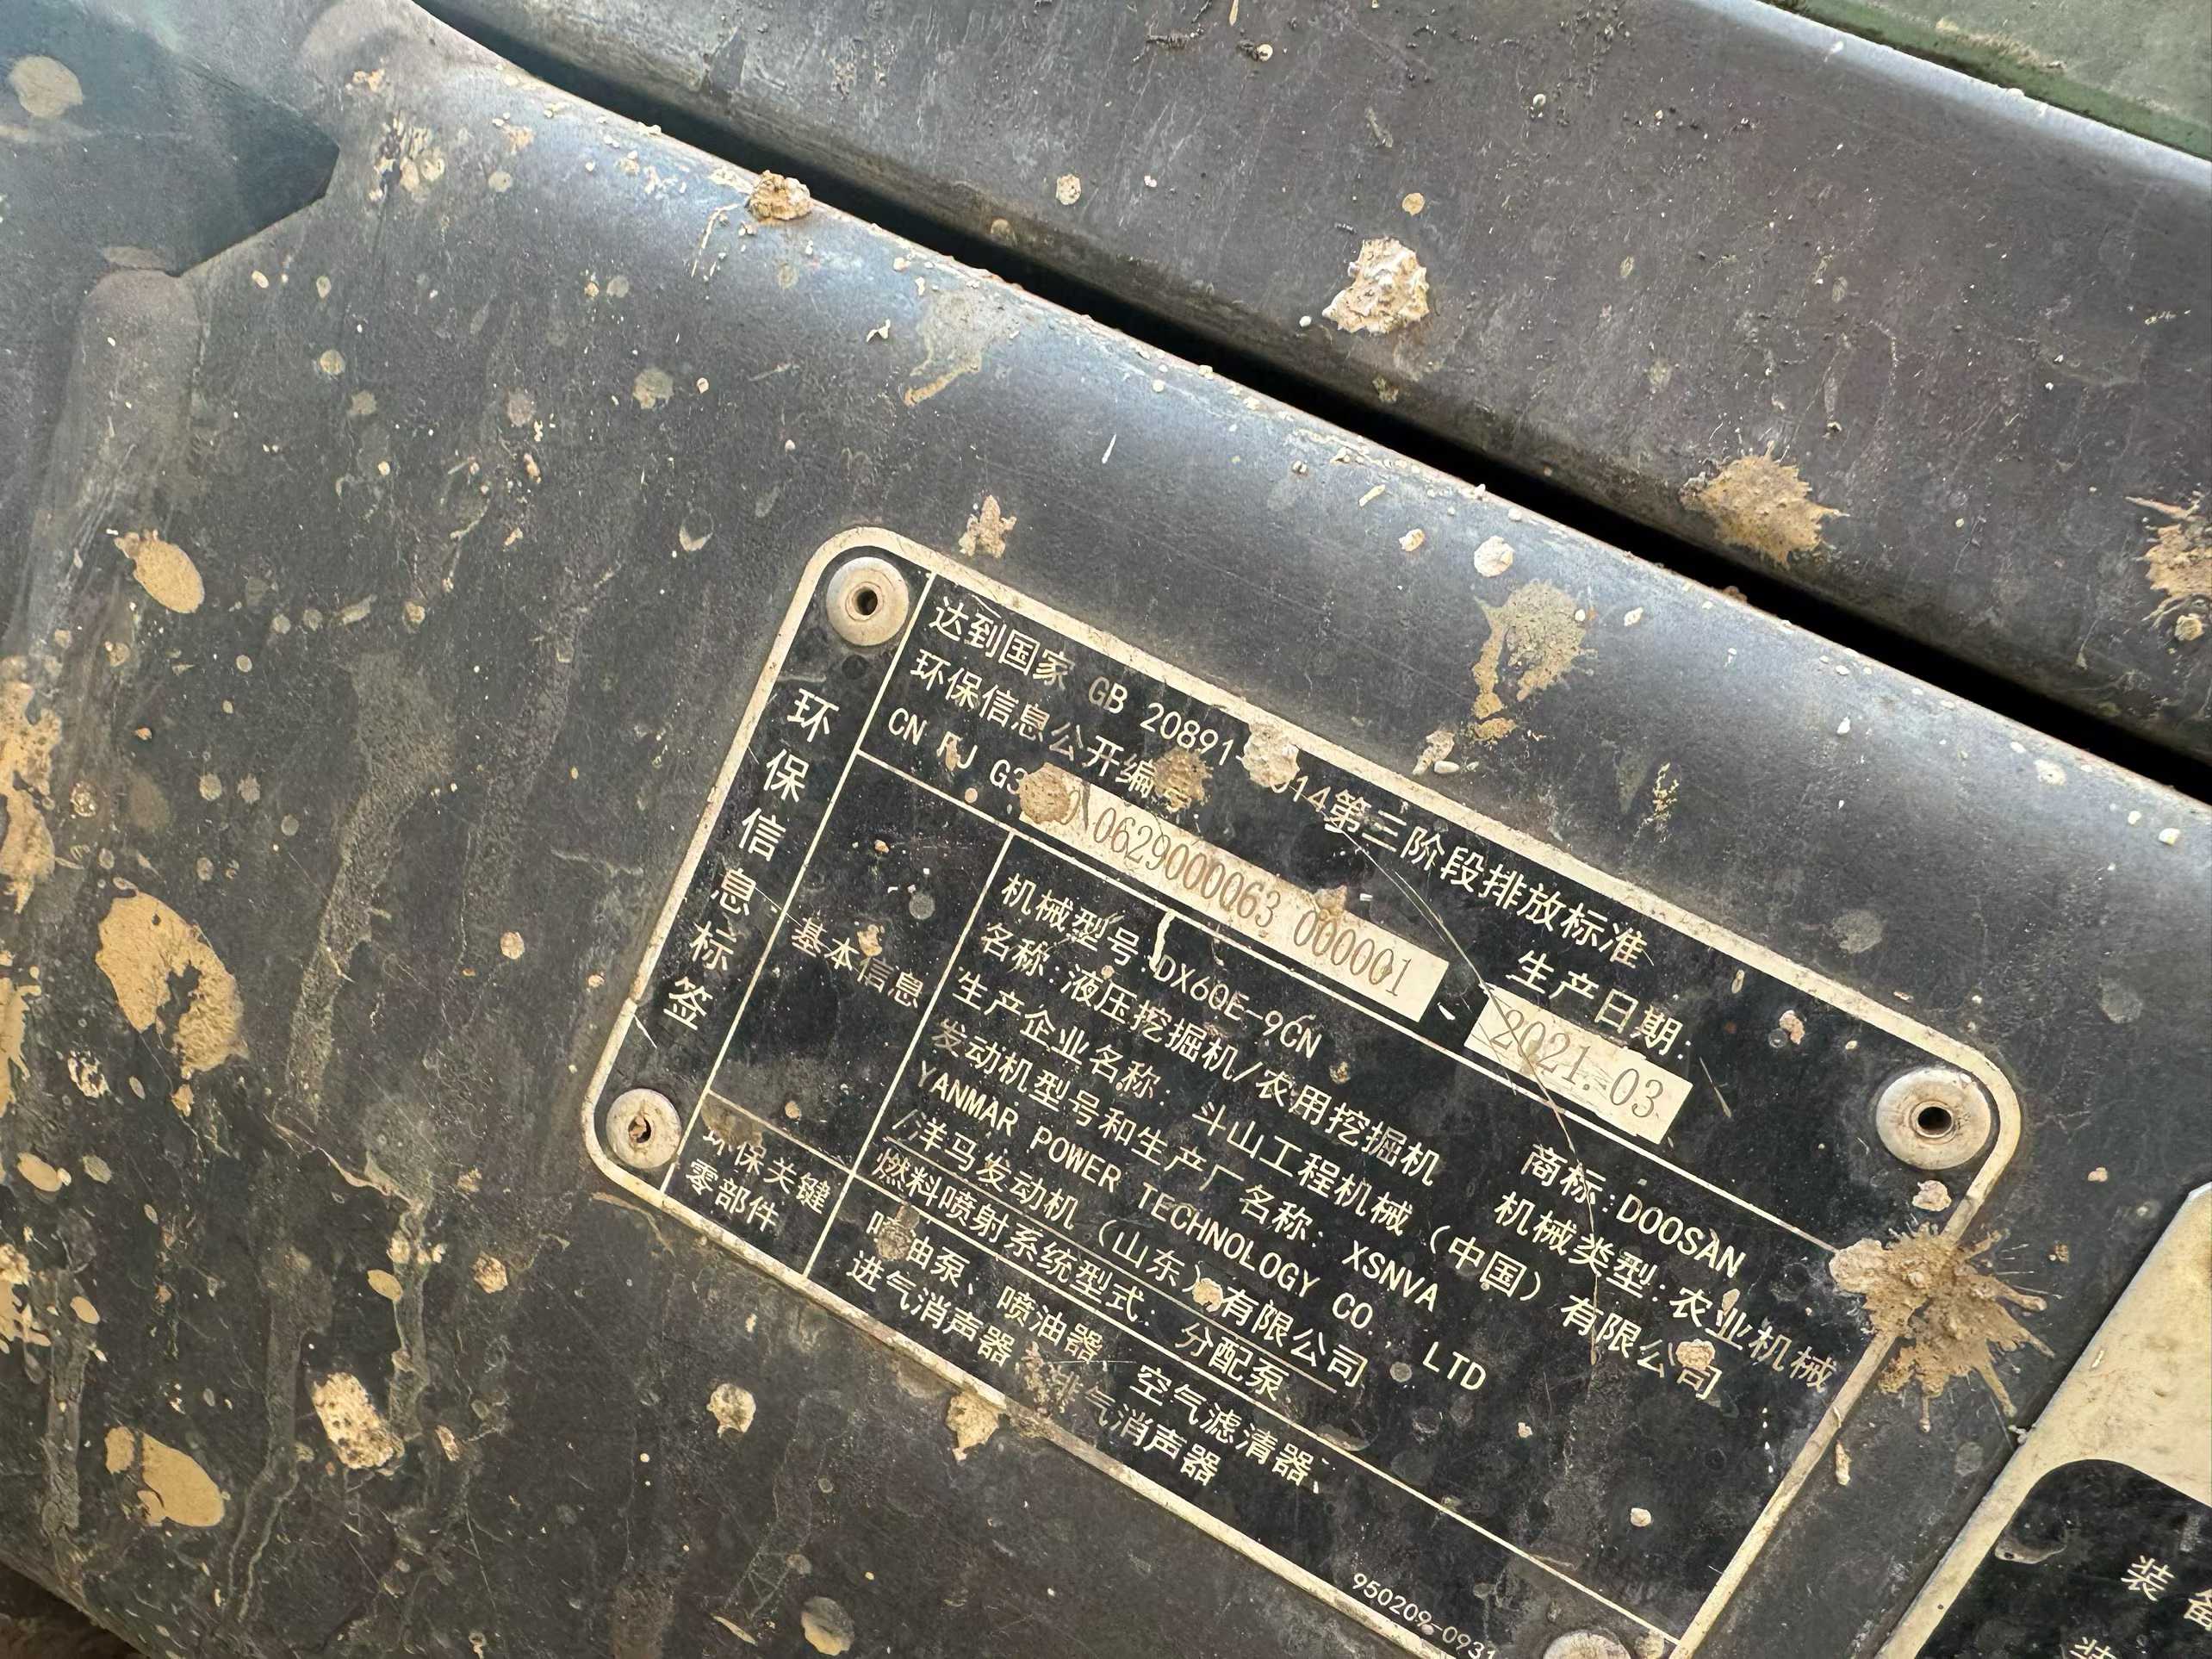 环保信息标签
达到国家 GB 20891-2014第三阶段排放标准
环保信息公开编号:
生产日期:
CN FJ G3 0629000063 000001
2021.03
基本信息
机械型号:DX60E-9CN
商标:DOOSAN
名称:液压挖掘机/农用挖掘机
机械类型:农业机械
生产企业名称: 斗山工程机械(中国)有限公司
发动机型号和生产厂名称: XSNVA
YANMAR POWER TECHNOLOGY CO., LTD
/洋马发动机(山东)有限公司
燃料喷射系统型式: 分配泵
环保关键
零部件
喷油泵、喷油器 空气滤清器、
进气消声器、排气消声器
950209-0931
装备
装